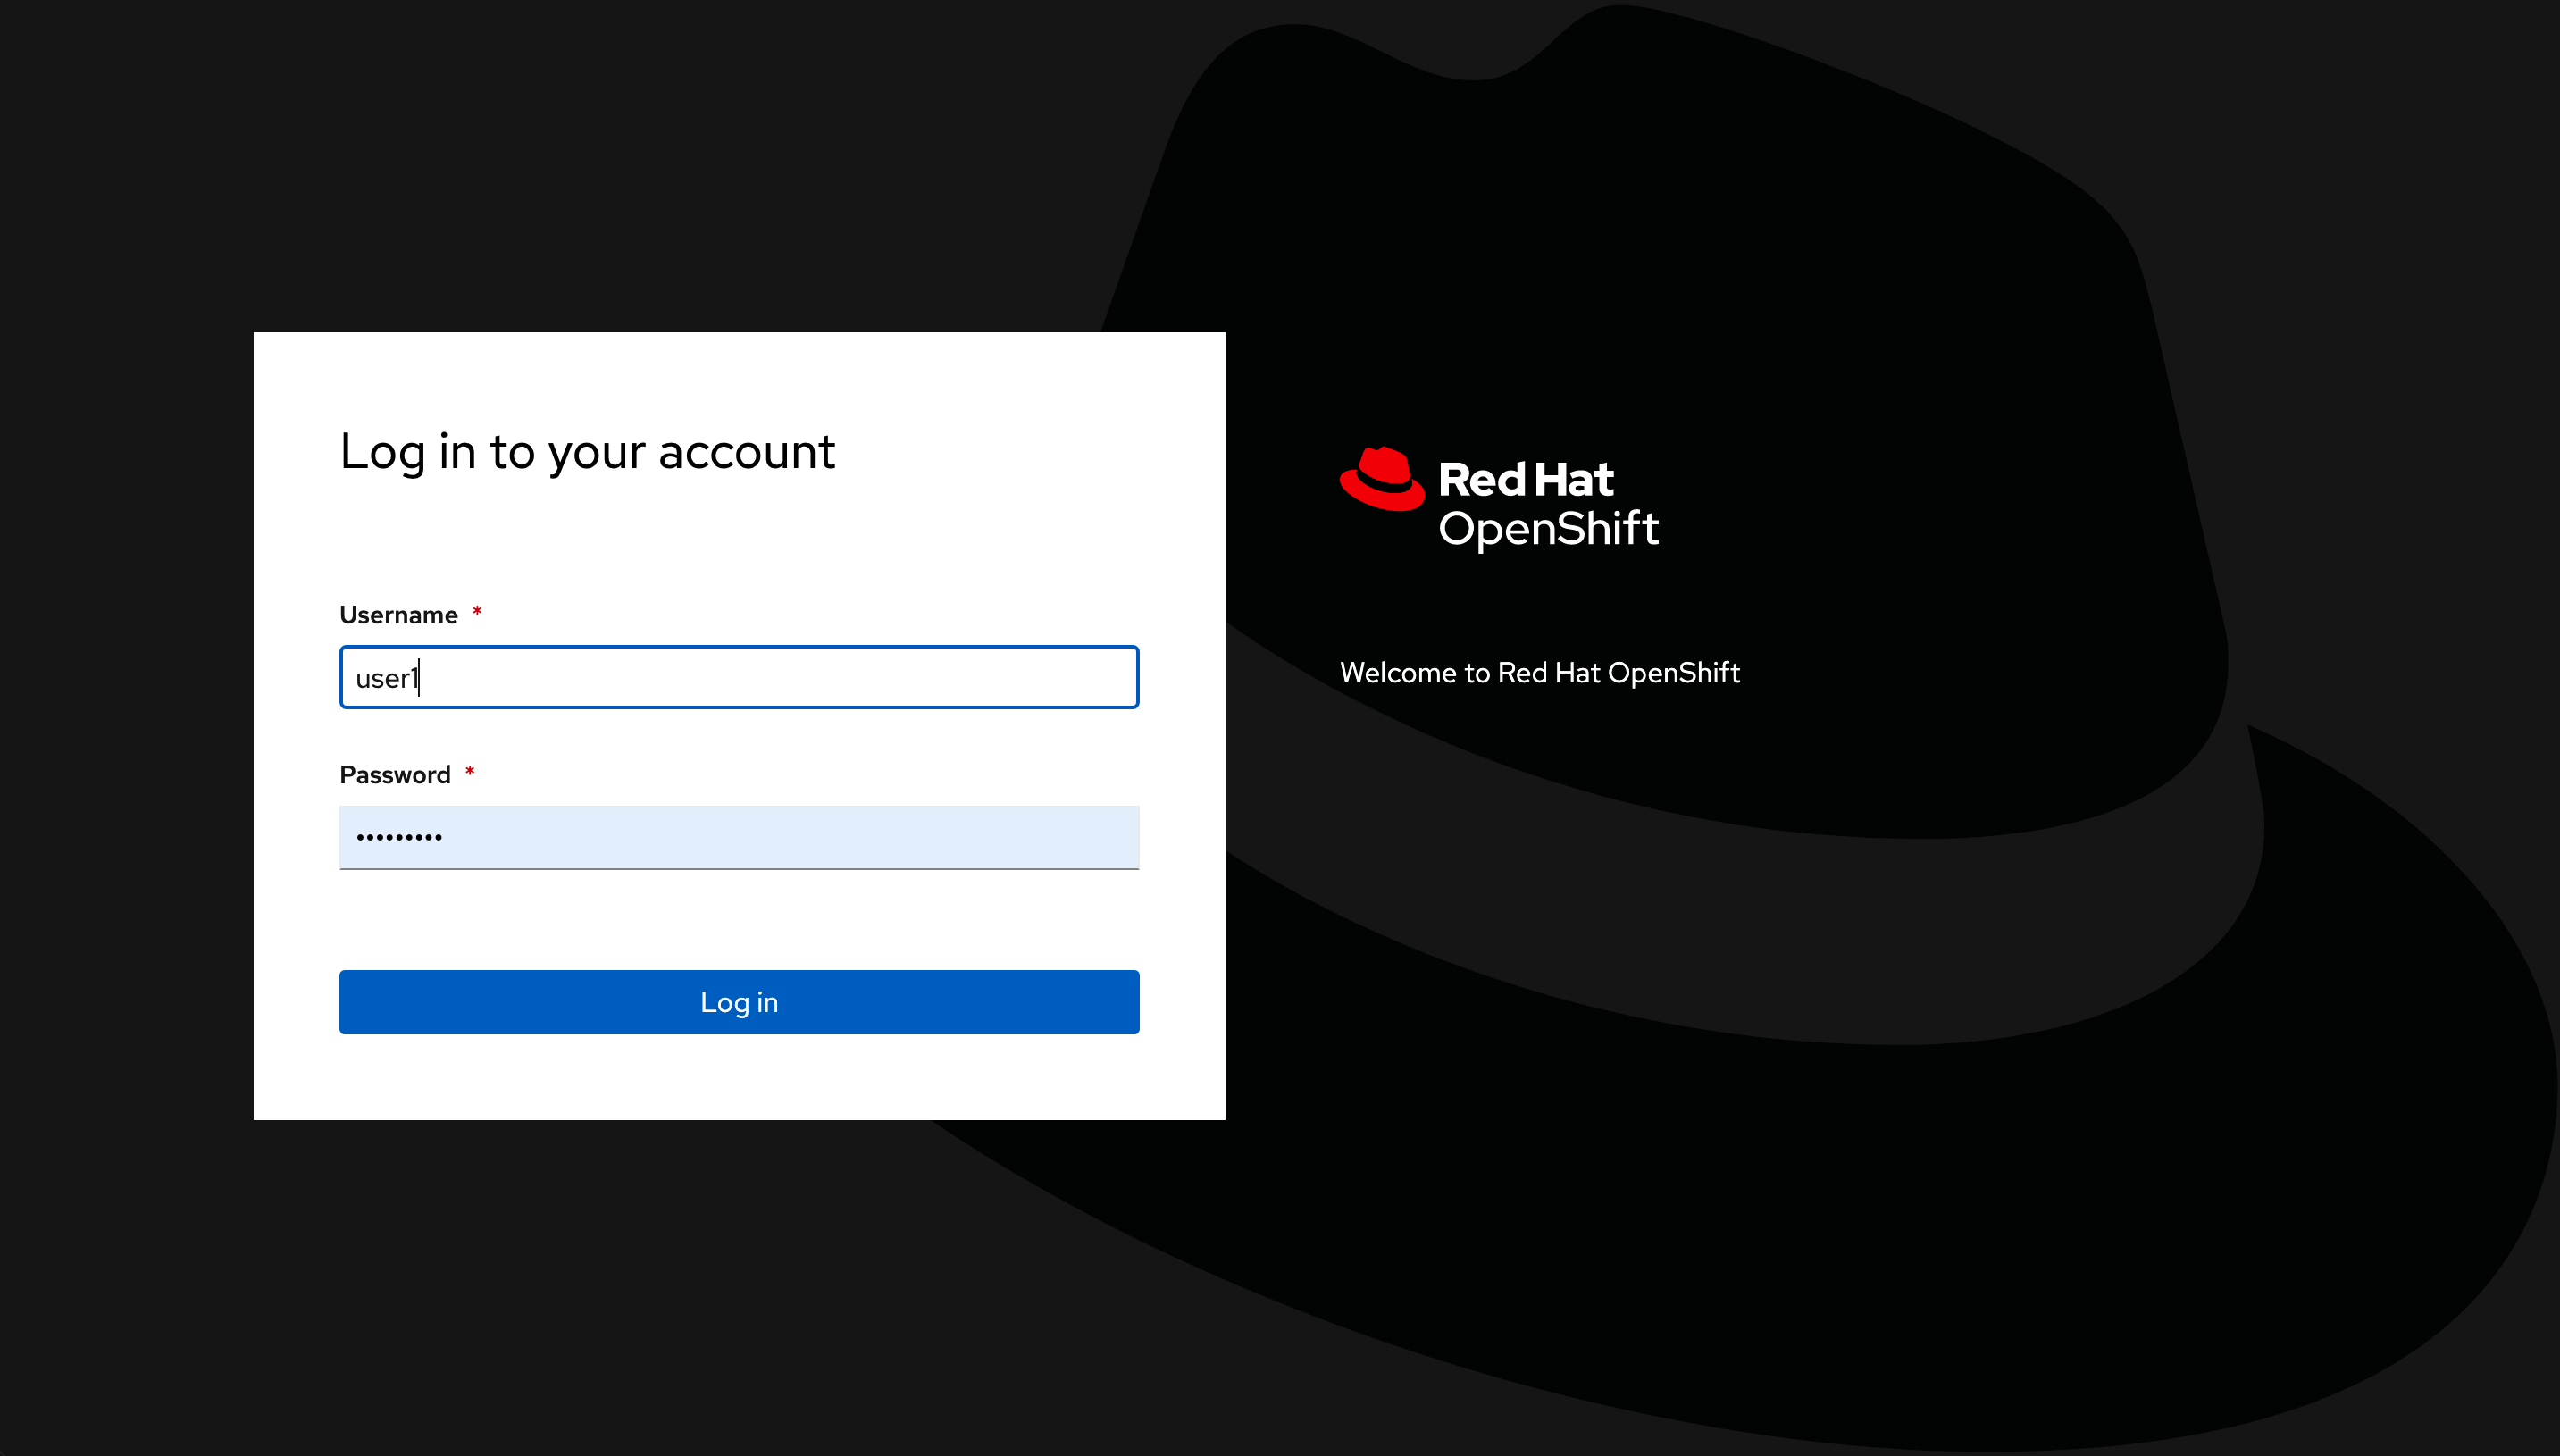 Log in to your account
Username *
user1
Password *
•••••••••
Log in
Red Hat
OpenShift
Welcome to Red Hat OpenShift